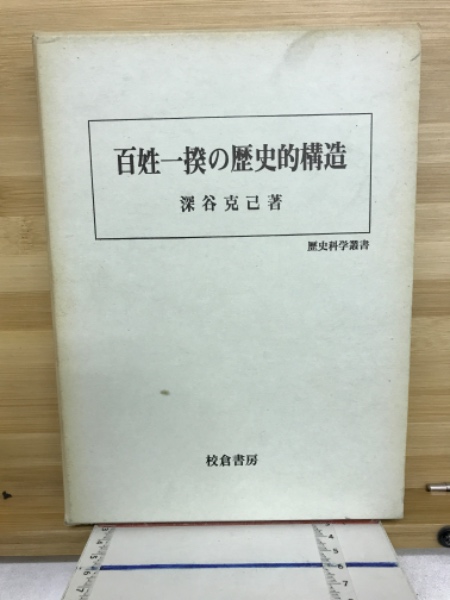 百姓一揆の歴史的構造
深谷克己著
歴史科学叢書
校倉書房